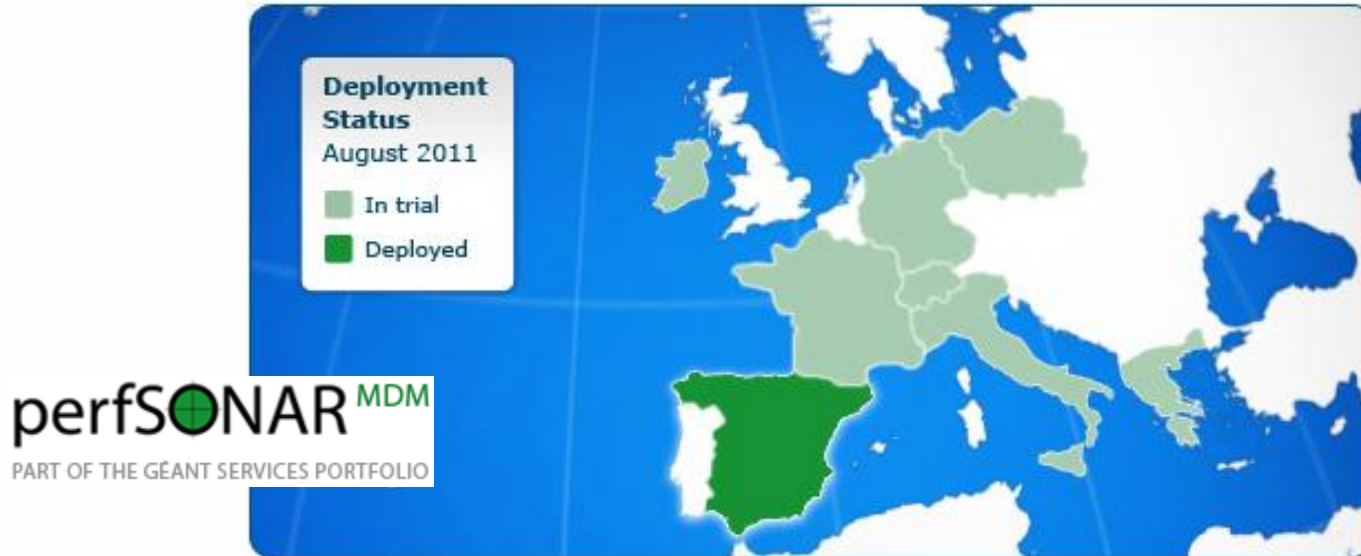 Deployment
Status
August 2011
In trial
Deployed
perfSONAR MDM
PART OF THE GÉANT SERVICES PORTFOLIO